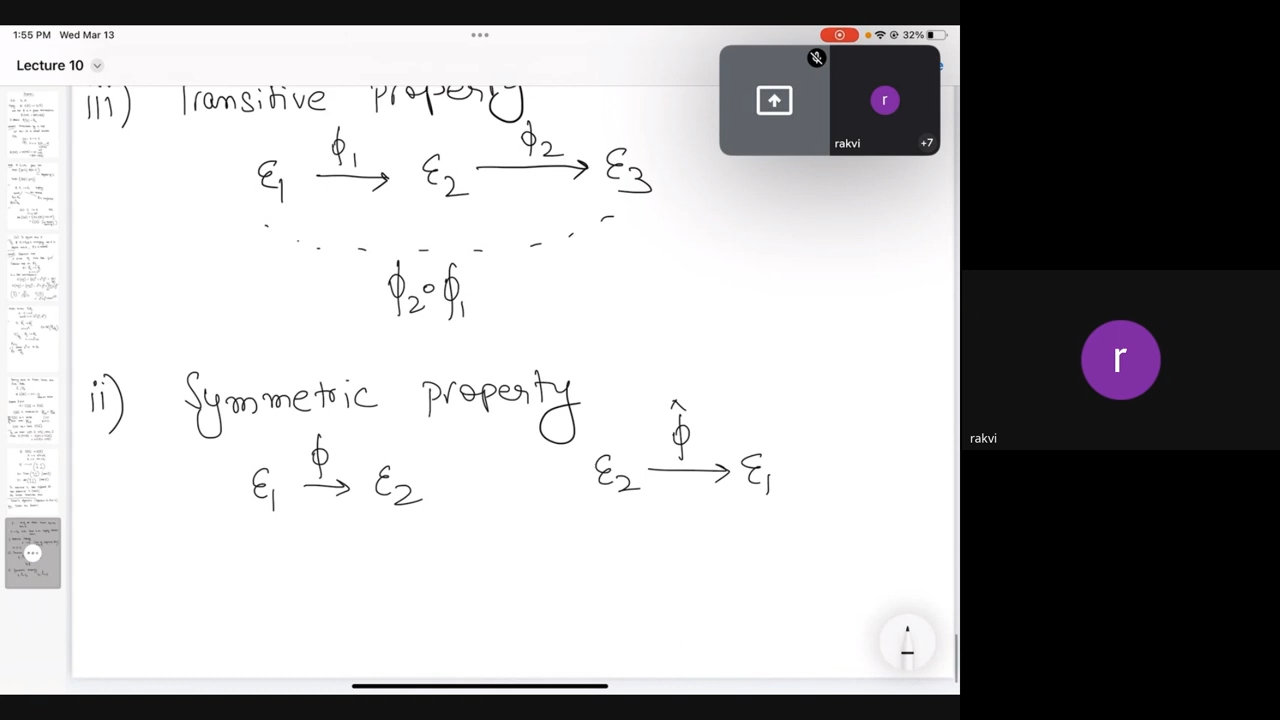 1:55 PM Wed Mar 13
32%
Lecture 10
r
rakvi
+7
iii) Transitive property
ε1 ϕ1→ ε2 ϕ2→ ε3
ϕ2∘ϕ1
ii) Symmetric property
ε1 ϕ→ ε2 ε2 ϕ̂→ ε1
r
rakvi